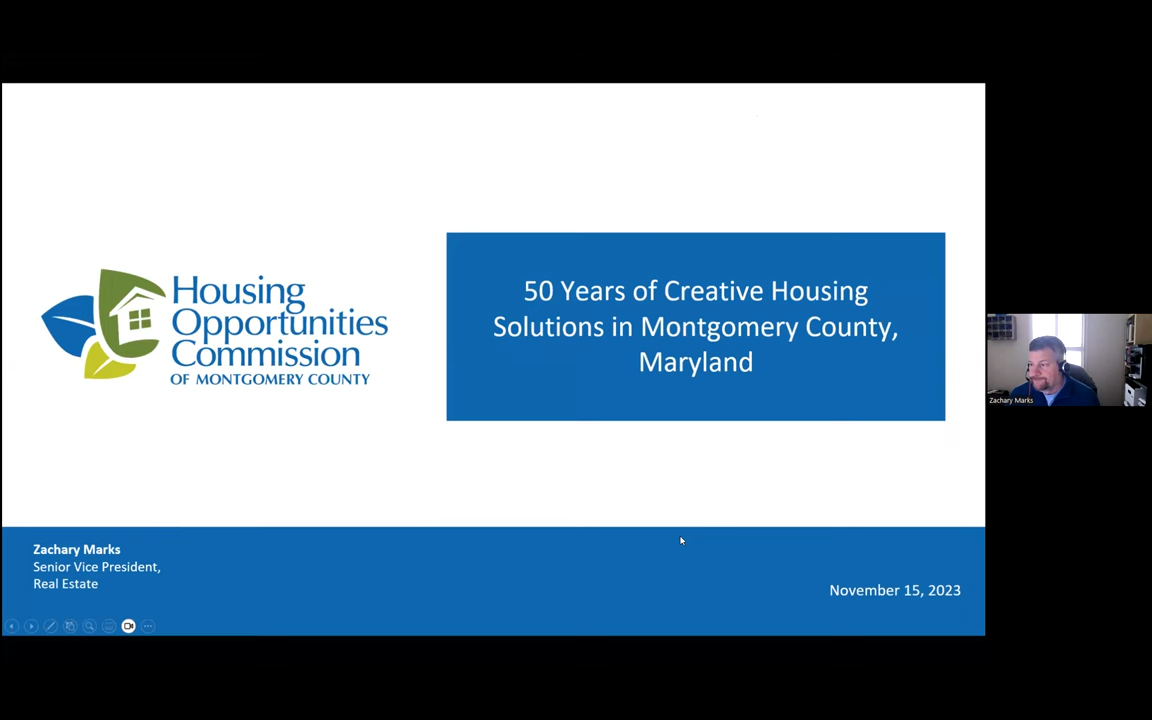 Housing
Opportunities
Commission
OF MONTGOMERY COUNTY
50 Years of Creative Housing
Solutions in Montgomery County,
Maryland
Zachary Marks
Zachary Marks
Senior Vice President,
Real Estate
November 15, 2023